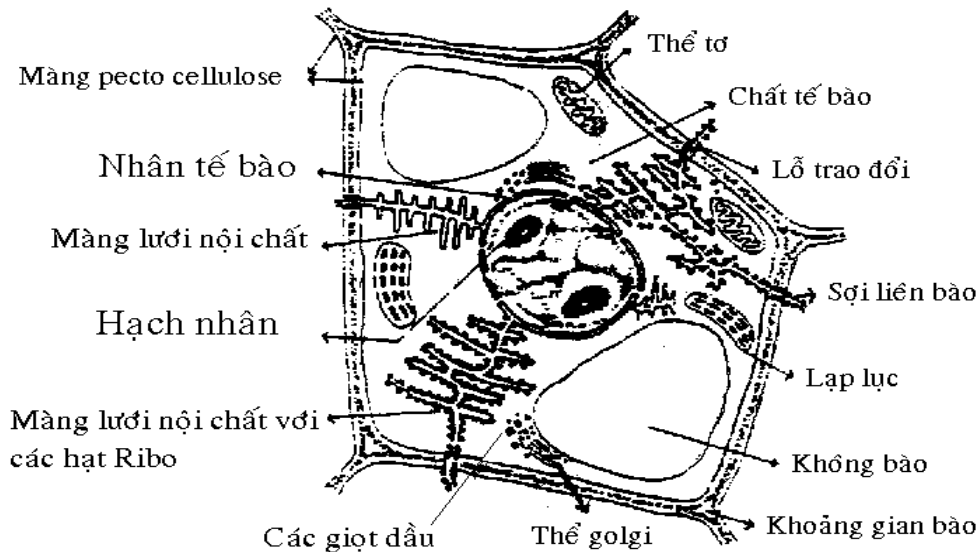 Thể tơ
Màng pecto cellulose
Chất tế bào
Nhân tế bào
Lỗ trao đổi
Màng lưới nội chất
Sợi liên bào
Hạch nhân
Lạp lục
Màng lưới nội chất với
các hạt Ribo
Không bào
Các giọt dầu
Thể golgi
Khoảng gian bào